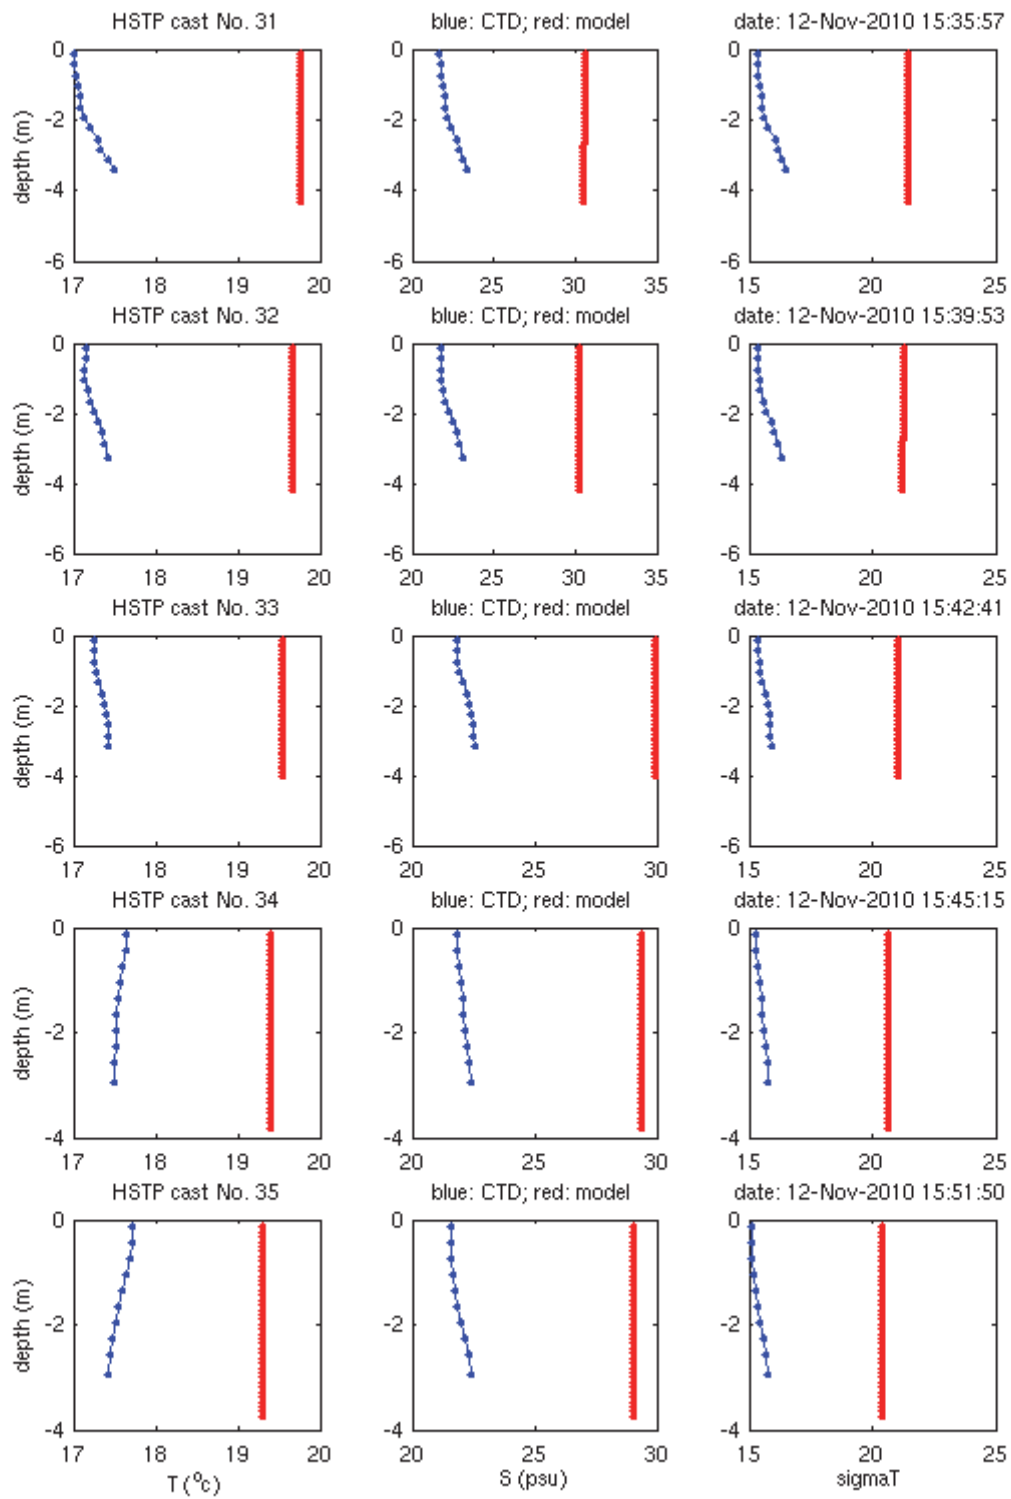 HSTP cast No. 31 blue: CTD; red: model date: 12-Nov-2010 15:35:57
0 0 0
-2 -2 -2
depth (m)
-4 -4 -4
-6 -6 -6
17 18 19 20 20 25 30 35 15 20 25
HSTP cast No. 32 blue: CTD; red: model date: 12-Nov-2010 15:39:53
0 0 0
-2 -2 -2
depth (m)
-4 -4 -4
-6 -6 -6
17 18 19 20 20 25 30 35 15 20 25
HSTP cast No. 33 blue: CTD; red: model date: 12-Nov-2010 15:42:41
0 0 0
-2 -2 -2
depth (m)
-4 -4 -4
-6 -6 -6
17 18 19 20 20 25 30 15 20 25
HSTP cast No. 34 blue: CTD; red: model date: 12-Nov-2010 15:45:15
0 0 0
depth (m)
-2 -2 -2
-4 -4 -4
17 18 19 20 20 25 30 15 20 25
HSTP cast No. 35 blue: CTD; red: model date: 12-Nov-2010 15:51:50
0 0 0
depth (m)
-2 -2 -2
-4 -4 -4
17 18 19 20 20 25 30 15 20 25
T (°c) S (psu) sigmaT